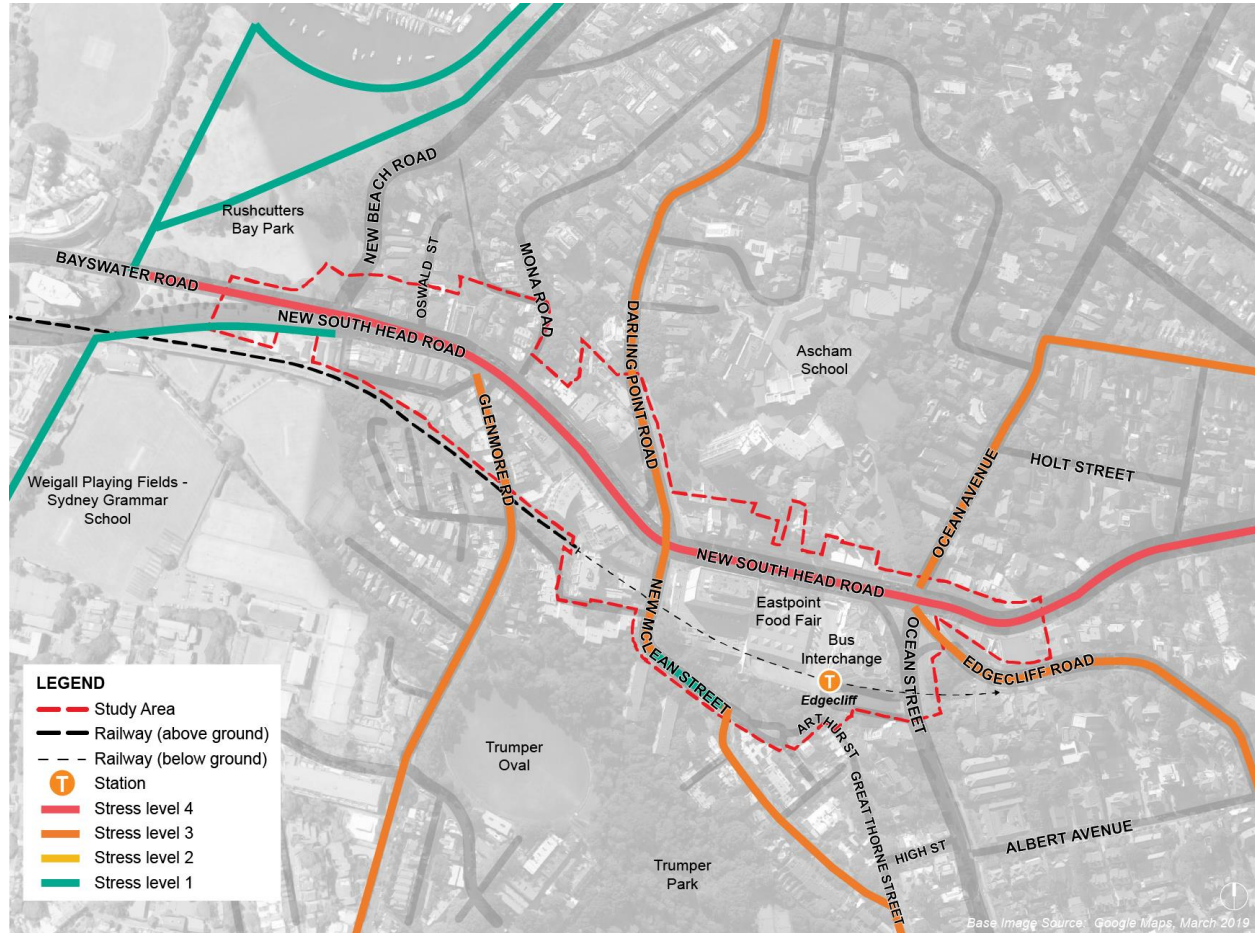 NEW BEACH ROAD
Rushcutters
Bay Park
OSWALD ST
MONA ROAD
BAYSWATER ROAD
NEW SOUTH HEAD ROAD
DARLING POINT ROAD
Ascham
School
GLENMORE RD
OCEAN AVENUE
HOLT STREET
Weigall Playing Fields -
Sydney Grammar
School
NEW SOUTH HEAD ROAD
NEW MCLEAN STREET
Eastpoint
Food Fair
Bus
Interchange
T
Edgecliff
OCEAN STREET
EDGECLIFF ROAD
ARTHUR ST
Trumper
Oval
GREAT THORNE STREET
HIGH ST
ALBERT AVENUE
Trumper
Park
LEGEND
Study Area
Railway (above ground)
Railway (below ground)
T Station
Stress level 4
Stress level 3
Stress level 2
Stress level 1
Base Image Source: Google Maps, March 2019